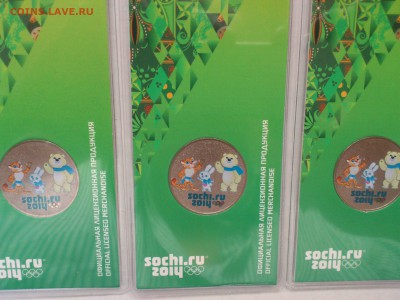 COINS.LAVE.RU
sochi.ru
2014
ОФИЦИАЛЬНАЯ ЛИЦЕНЗИОННАЯ ПРОДУКЦИЯ
OFFICIAL LICENSED MERCHANDISE
sochi.ru
2014
sochi.ru
2014
ОФИЦИАЛЬНАЯ ЛИЦЕНЗИОННАЯ ПРОДУКЦИЯ
OFFICIAL LICENSED MERCHANDISE
sochi.ru
2014
sochi.ru
2014
sochi.ru
2014